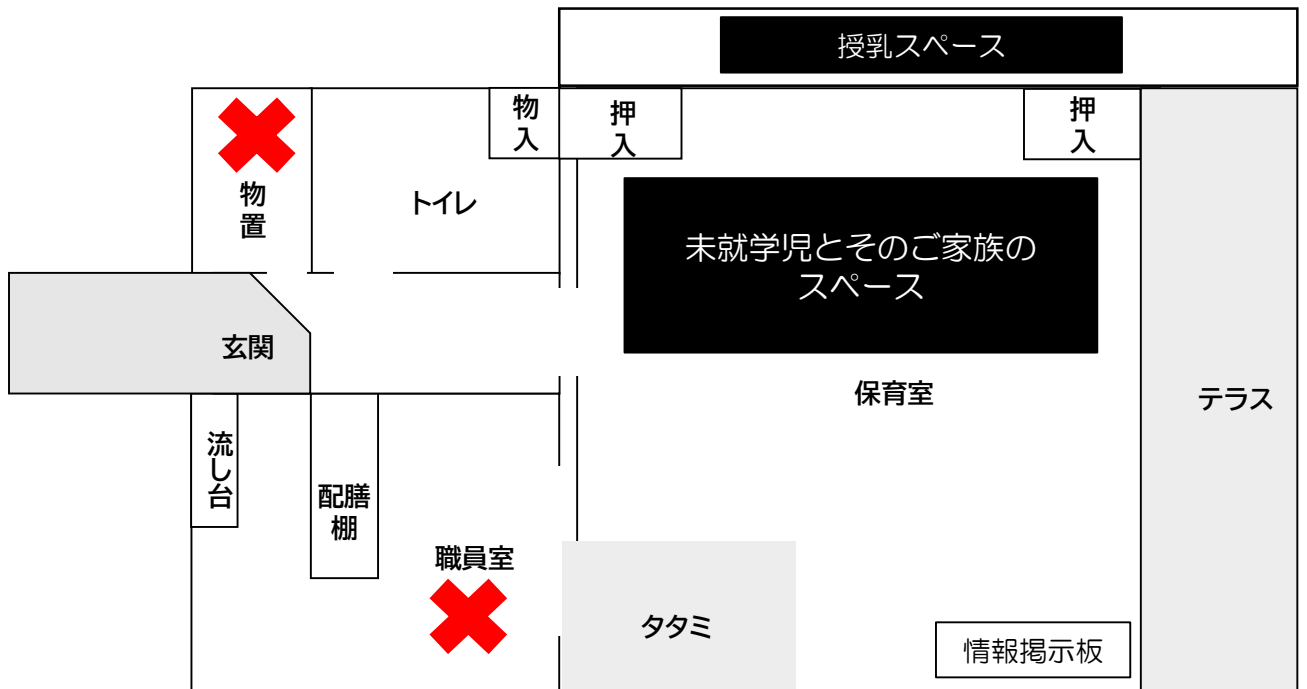 授乳スペース
物
入
押
入
押
入
物
置
トイレ
未就学児とそのご家族の
スペース
玄関
保育室
テラス
流
し
台
配膳
棚
職員室
タタミ
情報掲示板